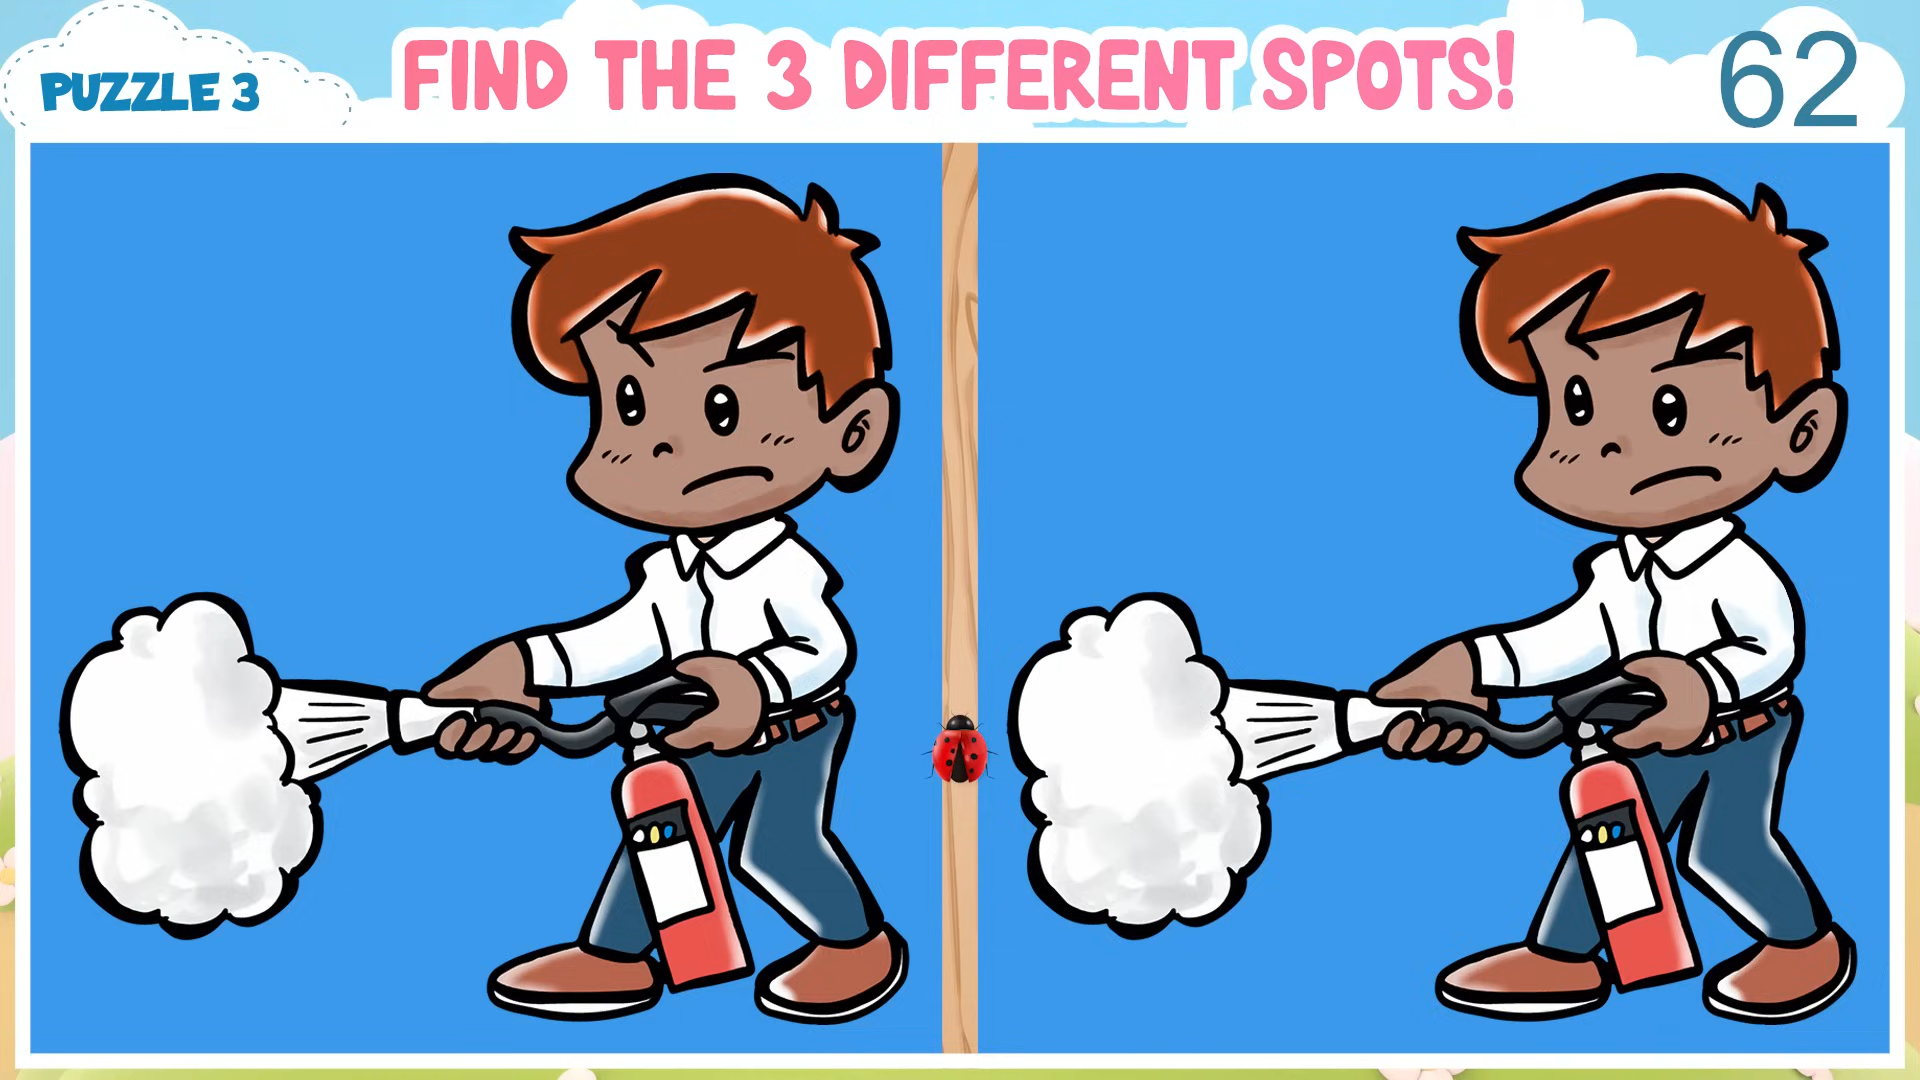 PUZZLE 3
FIND THE 3 DIFFERENT SPOTS!
62